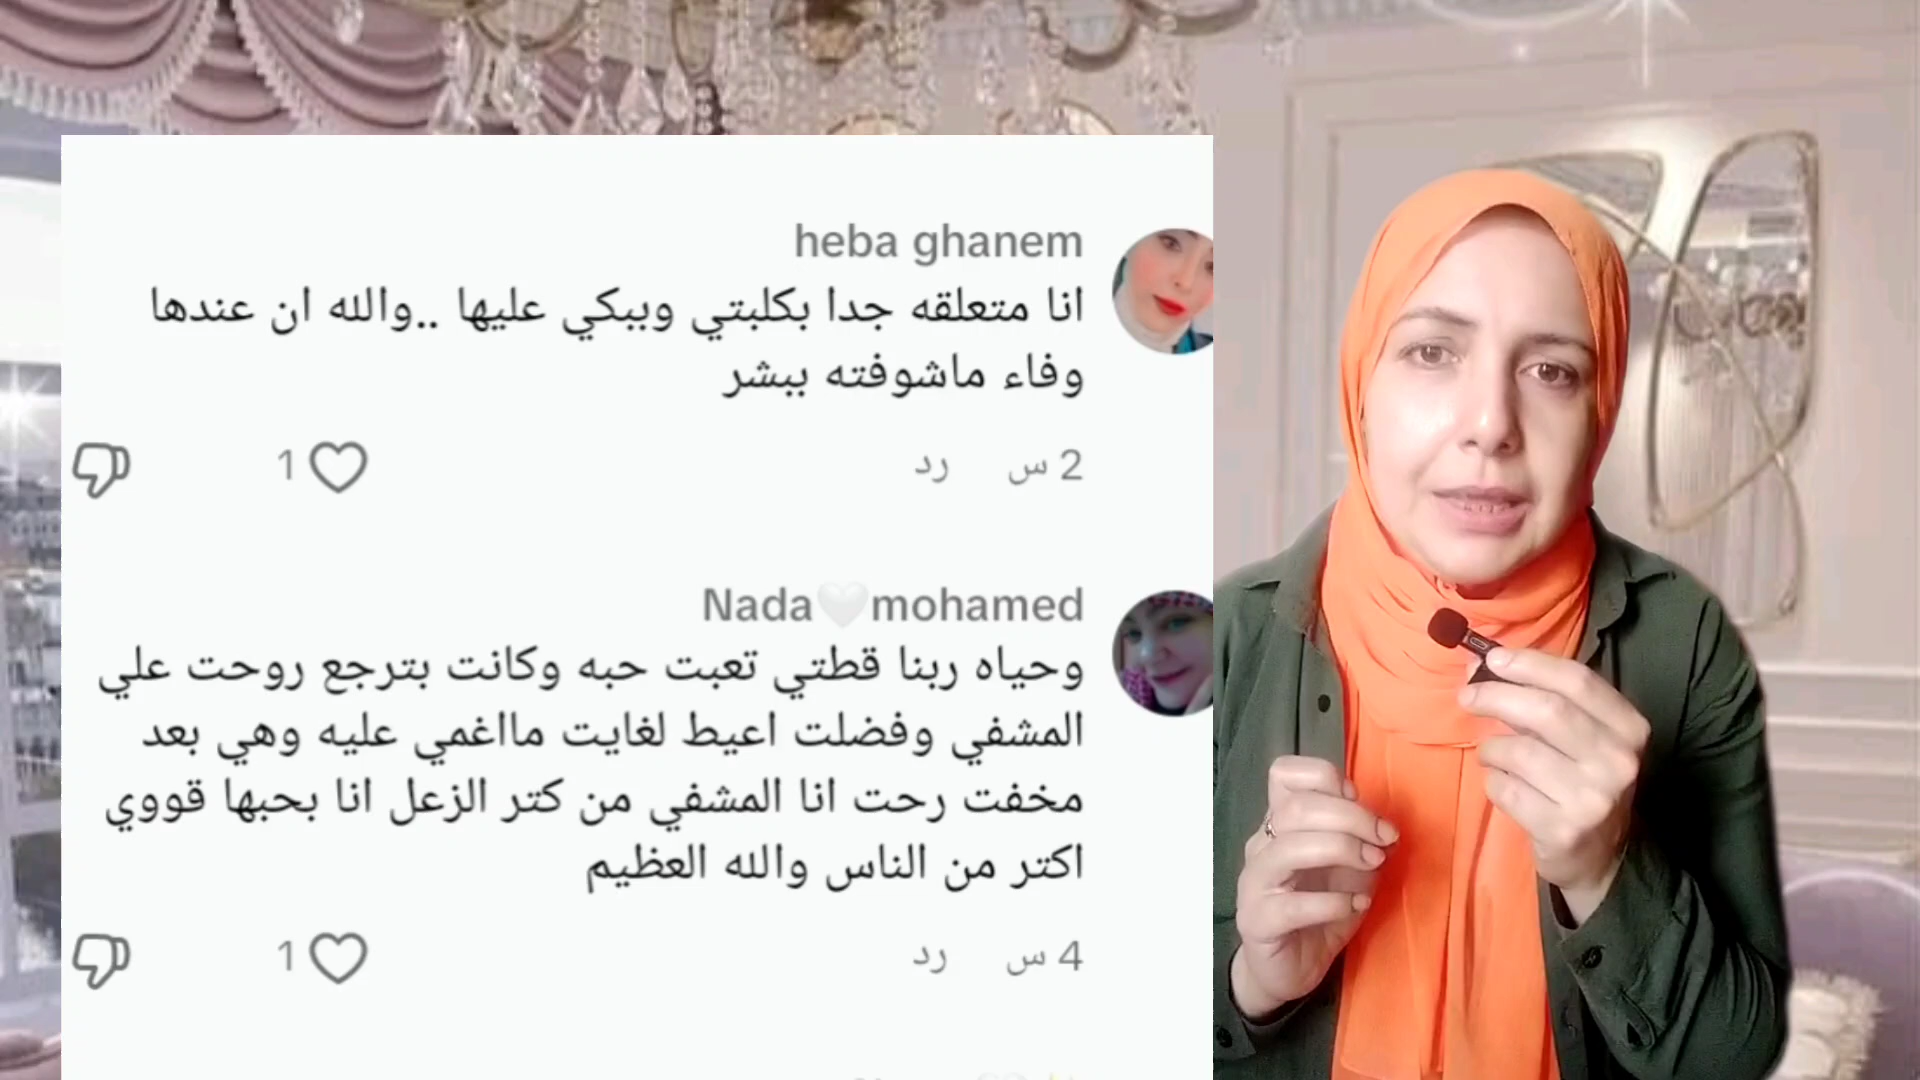 heba ghanem
انا متعلقه جدا بكلبتي وببكي عليها ..والله ان عندها
وفاء ماشوفته ببشر
2 س رد 1
Nada🤍mohamed
وحياه ربنا قطتي تعبت حبه وكانت بترجع روحت علي
المشفي وفضلت اعيط لغايت مااغمي عليه وهي بعد
مخفت رحت انا المشفي من كتر الزعل انا بحبها قووي
اكتر من الناس والله العظيم
4 س رد 1